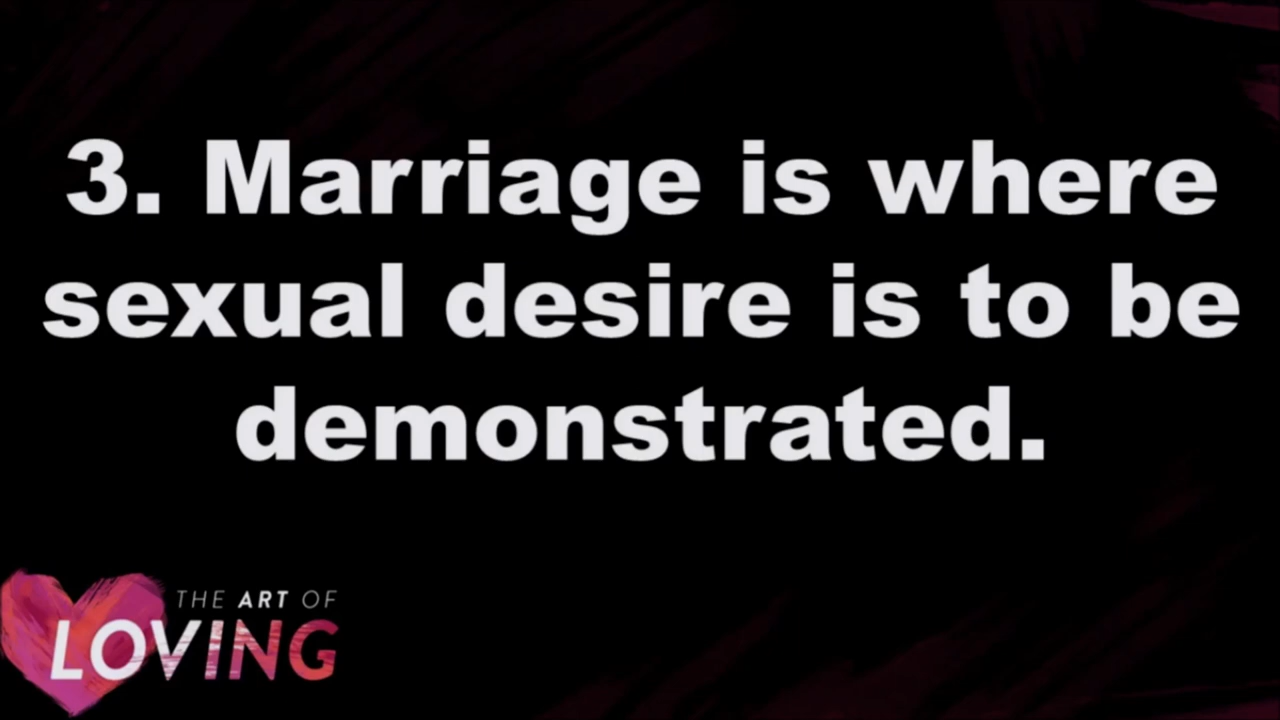 3. Marriage is where
sexual desire is to be
demonstrated.
THE ART OF
LOVING